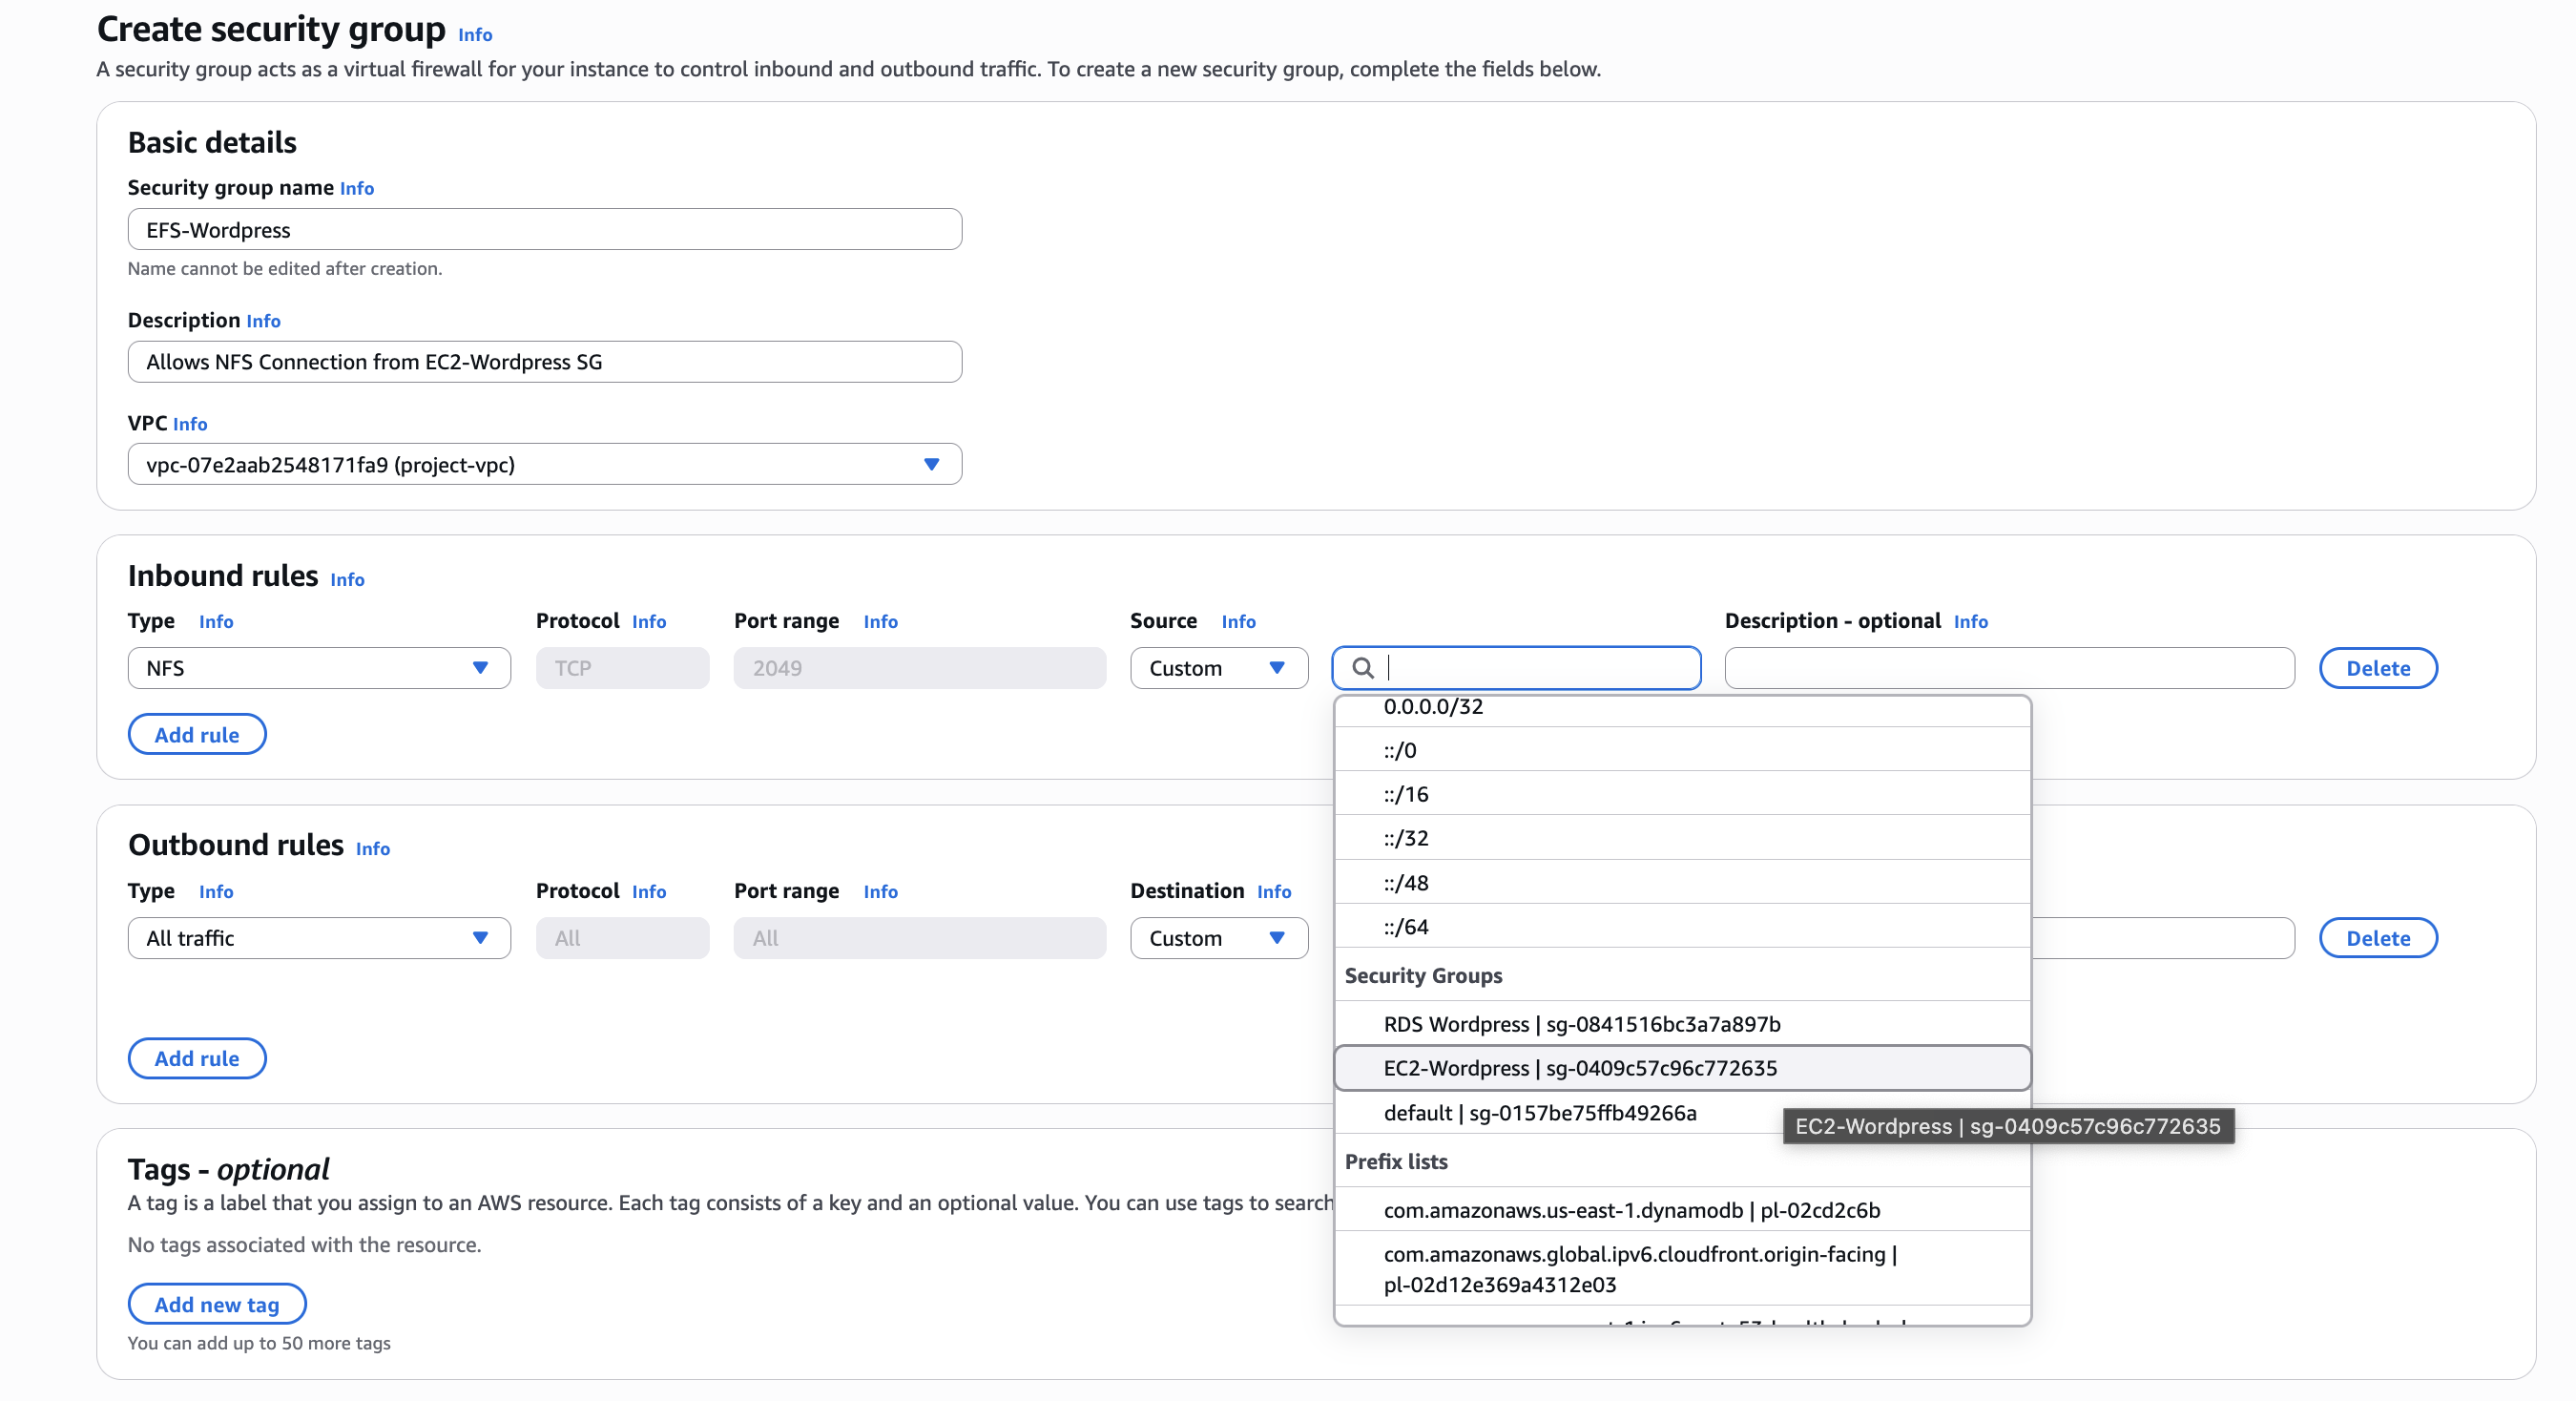 Create security group Info
A security group acts as a virtual firewall for your instance to control inbound and outbound traffic. To create a new security group, complete the fields below.
Basic details
Security group name Info
EFS-Wordpress
Name cannot be edited after creation.
Description Info
Allows NFS Connection from EC2-Wordpress SG
VPC Info
vpc-07e2aab2548171fa9 (project-vpc)
Inbound rules Info
Type Info Protocol Info Port range Info Source Info Description - optional Info
NFS TCP 2049 Custom Delete
Add rule
0.0.0.0/32
::/0
::/16
::/32
::/48
::/64
Security Groups
RDS Wordpress | sg-0841516bc3a7a897b
EC2-Wordpress | sg-0409c57c96c772635
default | sg-0157be75ffb49266a
EC2-Wordpress | sg-0409c57c96c772635
Prefix lists
com.amazonaws.us-east-1.dynamodb | pl-02cd2c6b
com.amazonaws.global.ipv6.cloudfront.origin-facing |
pl-02d12e369a4312e03
Outbound rules Info
Type Info Protocol Info Port range Info Destination Info
All traffic All All Custom Delete
Add rule
Tags - optional
A tag is a label that you assign to an AWS resource. Each tag consists of a key and an optional value. You can use tags to search
No tags associated with the resource.
Add new tag
You can add up to 50 more tags